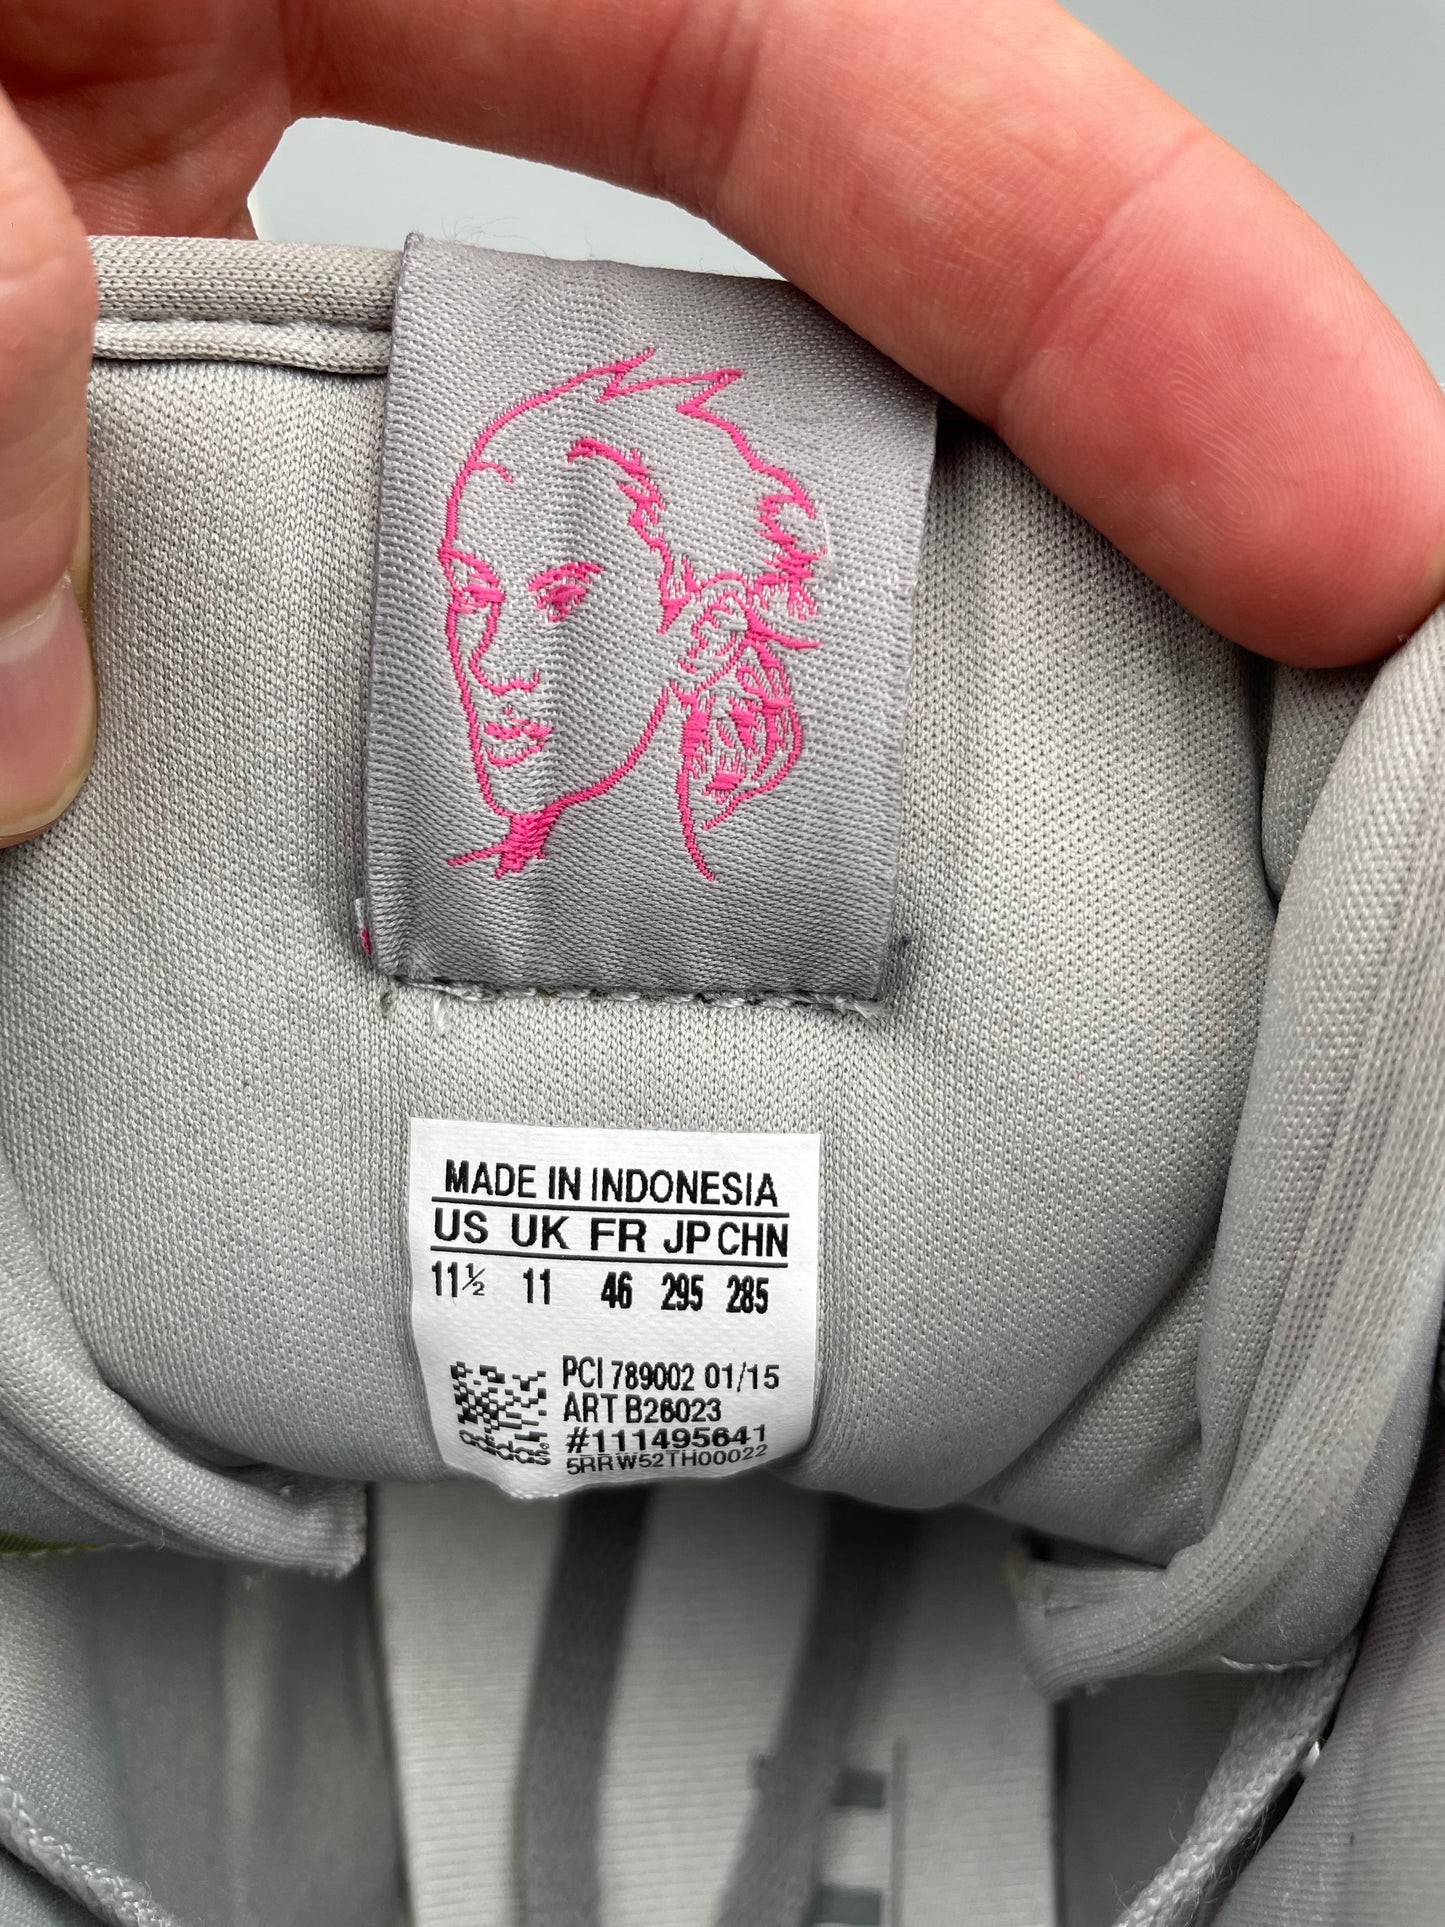 MADE IN INDONESIA
US UK FR JP CHN
11½ 11 46 295 285
PCI 789002 01/15
ART B26023
#111495641
adidas®
5RRW52TH00022